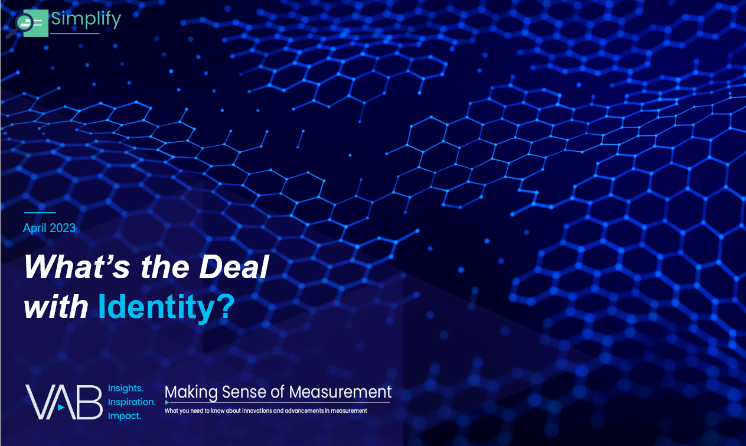 Simplify
April 2023
What's the Deal
with Identity?
VAB
Insights.
Inspiration.
Impact.
Making Sense of Measurement
What you need to know about innovations and advancements in measurement